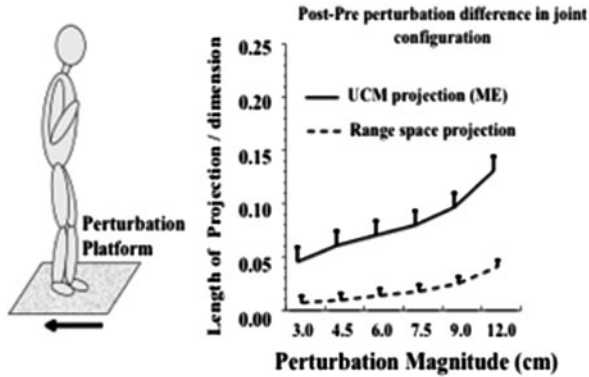 Post-Pre perturbation difference in joint
configuration
Length of Projection / dimension
0.25
0.20
0.15
0.10
0.05
0.00
UCM projection (ME)
Range space projection
3.0 4.5 6.0 7.5 9.0 12.0
Perturbation Magnitude (cm)
Perturbation
Platform